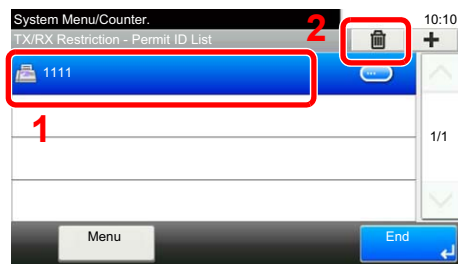 System Menu/Counter.
10:10
TX/RX Restriction - Permit ID List
2
1111
1
1/1
Menu
End